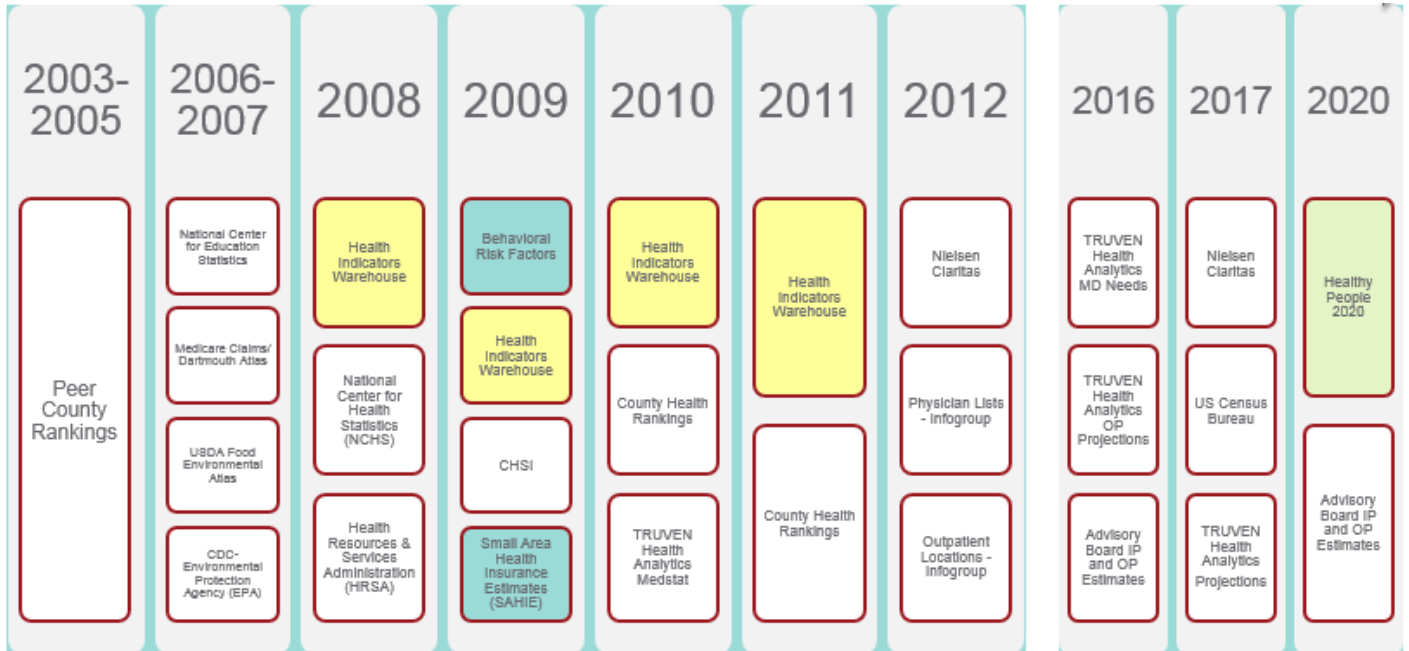 2003-
2005
Peer
County
Rankings
2006-
2007
National Center
for Education
Statistics
Medicare Claims/
Dartmouth Atlas
USDA Food
Environmental
Atlas
CDC-
Environmental
Protection
Agency (EPA)
2008
Health
Indicators
Warehouse
National
Center for
Health
Statistics
(NCHS)
Health
Resources &
Services
Administration
(HRSA)
2009
Behavioral
Risk Factors
Health
Indicators
Warehouse
CHSI
Small Area
Health
Insurance
Estimates
(SAHIE)
2010
Health
Indicators
Warehouse
County Health
Rankings
TRUVEN
Health
Analytics
Medstat
2011
Health
Indicators
Warehouse
County Health
Rankings
2012
Nielsen
Claritas
Physician Lists
- Infogroup
Outpatient
Locations -
Infogroup
2016
TRUVEN
Health
Analytics
MD Needs
TRUVEN
Health
Analytics
OP
Projections
Advisory
Board IP
and OP
Estimates
2017
Nielsen
Claritas
US Census
Bureau
TRUVEN
Health
Analytics
Projections
2020
Healthy
People
2020
Advisory
Board IP
and OP
Estimates